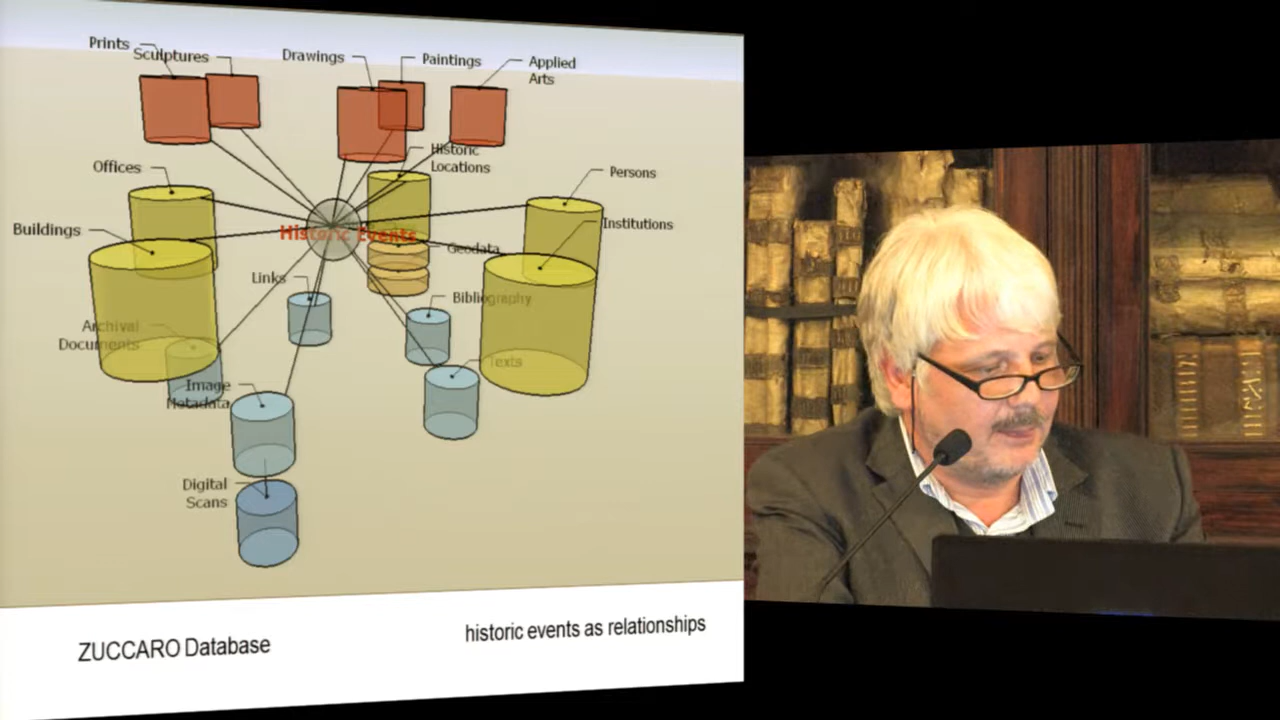 Prints
Sculptures
Drawings
Paintings
Applied
Arts
Historic
Locations
Offices
Persons
Buildings
Institutions
Historic Events
Geodata
Links
Bibliography
Archival
Documents
Texts
Image
Metadata
Digital
Scans
ZUCCARO Database
historic events as relationships